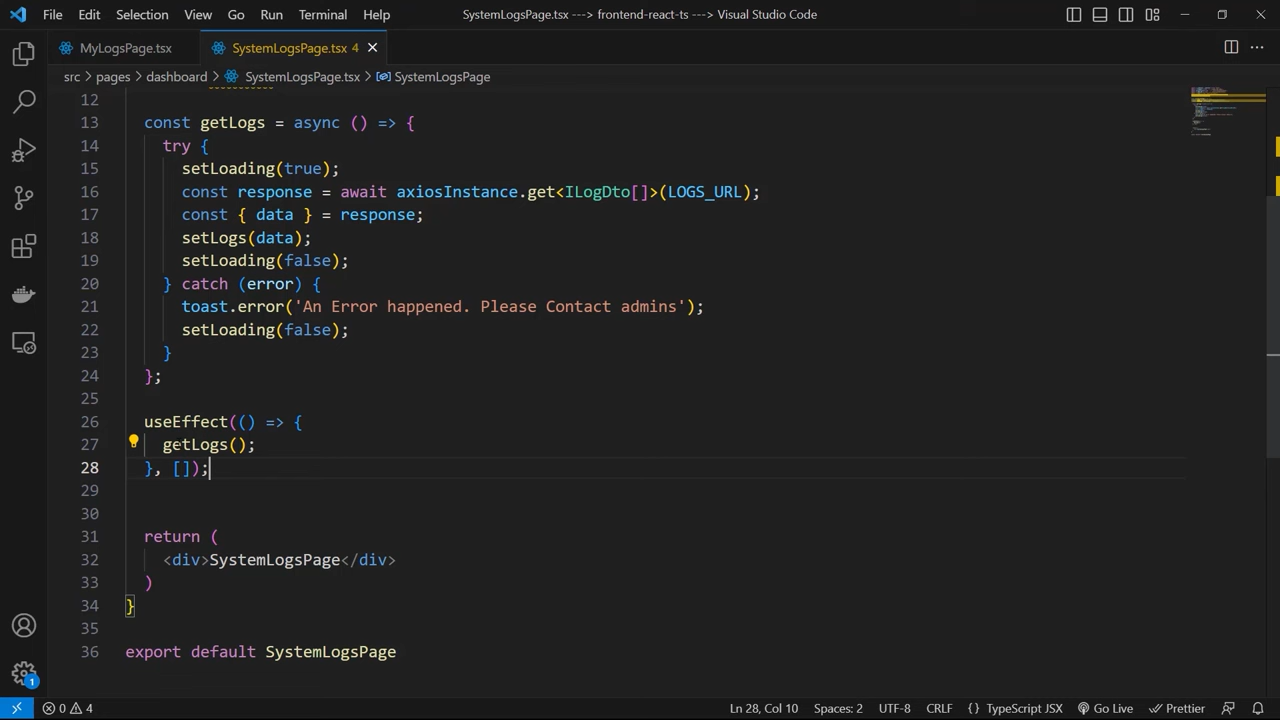 File Edit Selection View Go Run Terminal Help SystemLogsPage.tsx ---> frontend-react-ts ---> Visual Studio Code
MyLogsPage.tsx SystemLogsPage.tsx 4
src > pages > dashboard > SystemLogsPage.tsx > SystemLogsPage
12
13 const getLogs = async () => {
14 try {
15 setLoading(true);
16 const response = await axiosInstance.get<ILogDto[]>(LOGS_URL);
17 const { data } = response;
18 setLogs(data);
19 setLoading(false);
20 } catch (error) {
21 toast.error('An Error happened. Please Contact admins');
22 setLoading(false);
23 }
24 };
25
26 useEffect(() => {
27 getLogs();
28 }, []);
29
30
31 return (
32 <div>SystemLogsPage</div>
33 )
34 }
35
36 export default SystemLogsPage
1
0 4 Ln 28, Col 10 Spaces: 2 UTF-8 CRLF { } TypeScript JSX Go Live Prettier